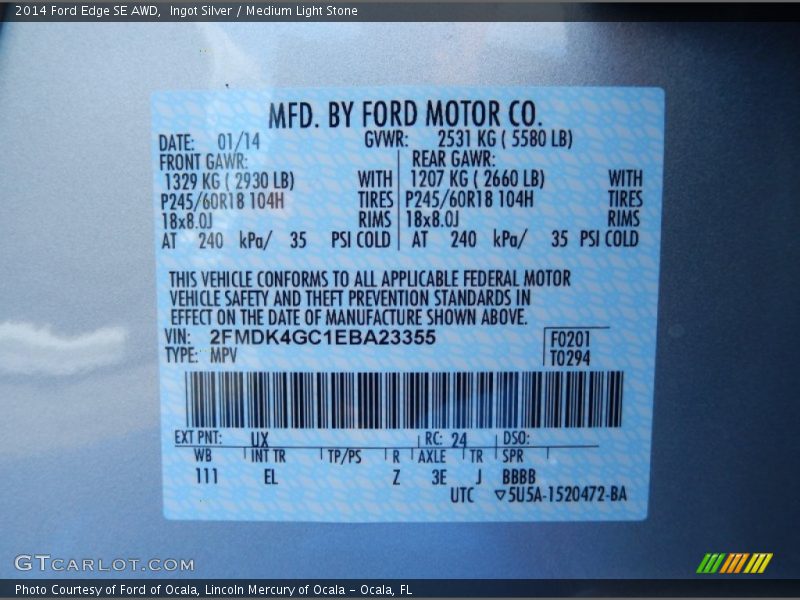 2014 Ford Edge SE AWD,  Ingot Silver / Medium Light Stone
MFD. BY FORD MOTOR CO.
DATE: 01/14 GVWR: 2531 KG ( 5580 LB)
FRONT GAWR: REAR GAWR:
1329 KG ( 2930 LB) WITH 1207 KG ( 2660 LB) WITH
P245/60R18 104H TIRES P245/60R18 104H TIRES
18x8.0J RIMS 18x8.0J RIMS
AT 240 kPa/ 35 PSI COLD AT 240 kPa/ 35 PSI COLD
THIS VEHICLE CONFORMS TO ALL APPLICABLE FEDERAL MOTOR
VEHICLE SAFETY AND THEFT PREVENTION STANDARDS IN
EFFECT ON THE DATE OF MANUFACTURE SHOWN ABOVE.
VIN: 2FMDK4GC1EBA23355 F0201
TYPE: MPV T0294
EXT PNT: UX RC: 24 DSO:
WB INT TR TP/PS R AXLE TR SPR
111 EL Z 3E J BBBB
UTC ▽5U5A-1520472-BA
GTCARLOT.COM
Photo Courtesy of Ford of Ocala, Lincoln Mercury of Ocala – Ocala, FL